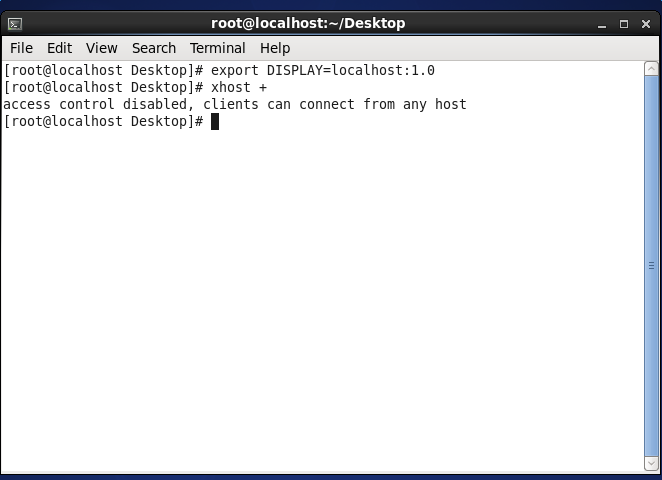 root@localhost:~/Desktop
File Edit View Search Terminal Help
[root@localhost Desktop]# export DISPLAY=localhost:1.0
[root@localhost Desktop]# xhost +
access control disabled, clients can connect from any host
[root@localhost Desktop]#